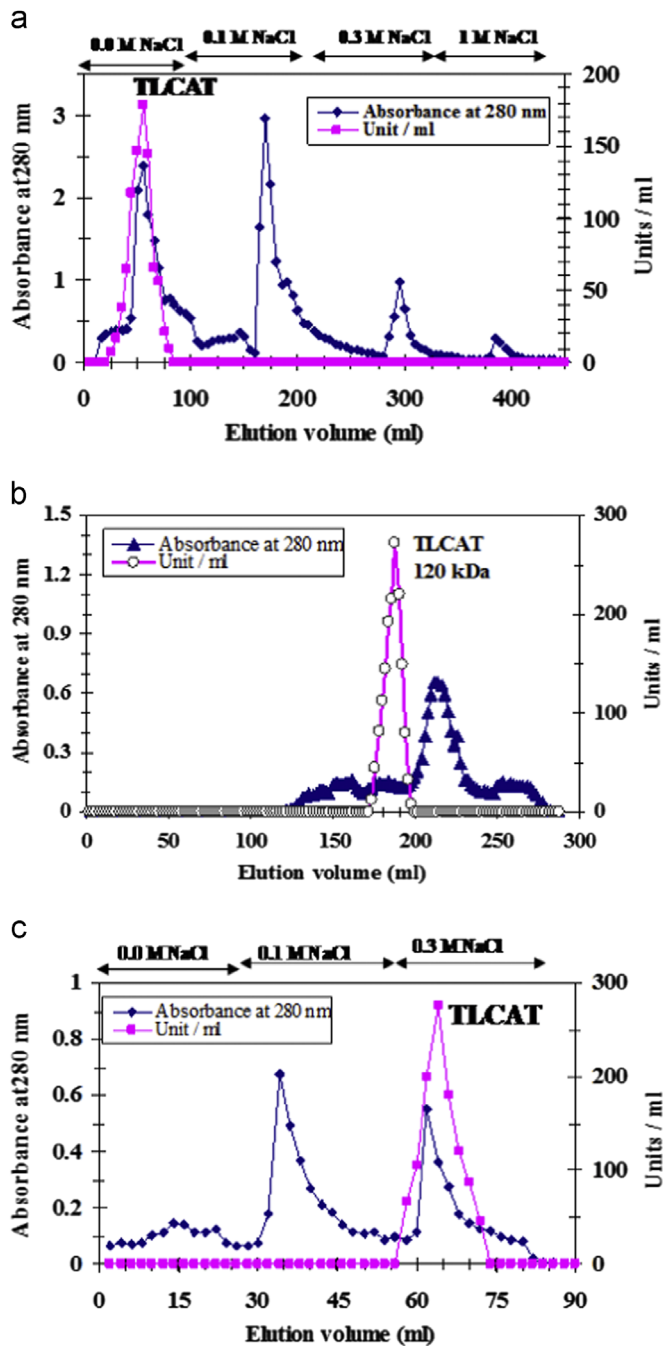 a
0.0 M NaCl 0.1 M NaCl 0.3 M NaCl 1 M NaCl
TLCAT
Absorbance at 280 nm
Unit / ml
3
2
1
0
200
150
100
50
0
Absorbance at280 nm
Units / ml
0 100 200 300 400
Elution volume (ml)
b
Absorbance at 280 nm
Unit / ml
TLCAT
120 kDa
1.5
1.2
0.9
0.6
0.3
0
300
200
100
0
Absorbance at 280 nm
Units / ml
0 50 100 150 200 250 300
Elution volume (ml)
c
0.0 M NaCl 0.1 M NaCl 0.3 M NaCl
Absorbance at 280 nm
Unit / ml
TLCAT
1
0.8
0.6
0.4
0.2
0
300
200
100
0
Absorbance at280 nm
Units / ml
0 15 30 45 60 75 90
Elution volume (ml)